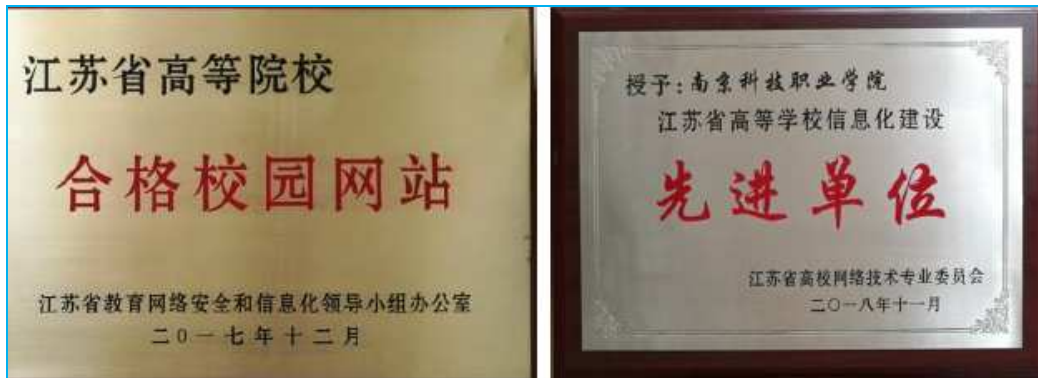 江苏省高等院校
合格校园网站
江苏省教育网络安全和信息化领导小组办公室
二0一七年十二月
授予:南京科技职业学院
江苏省高等学校信息化建设
先进单位
江苏省高校网络技术专业委员会
二〇一八年十一月